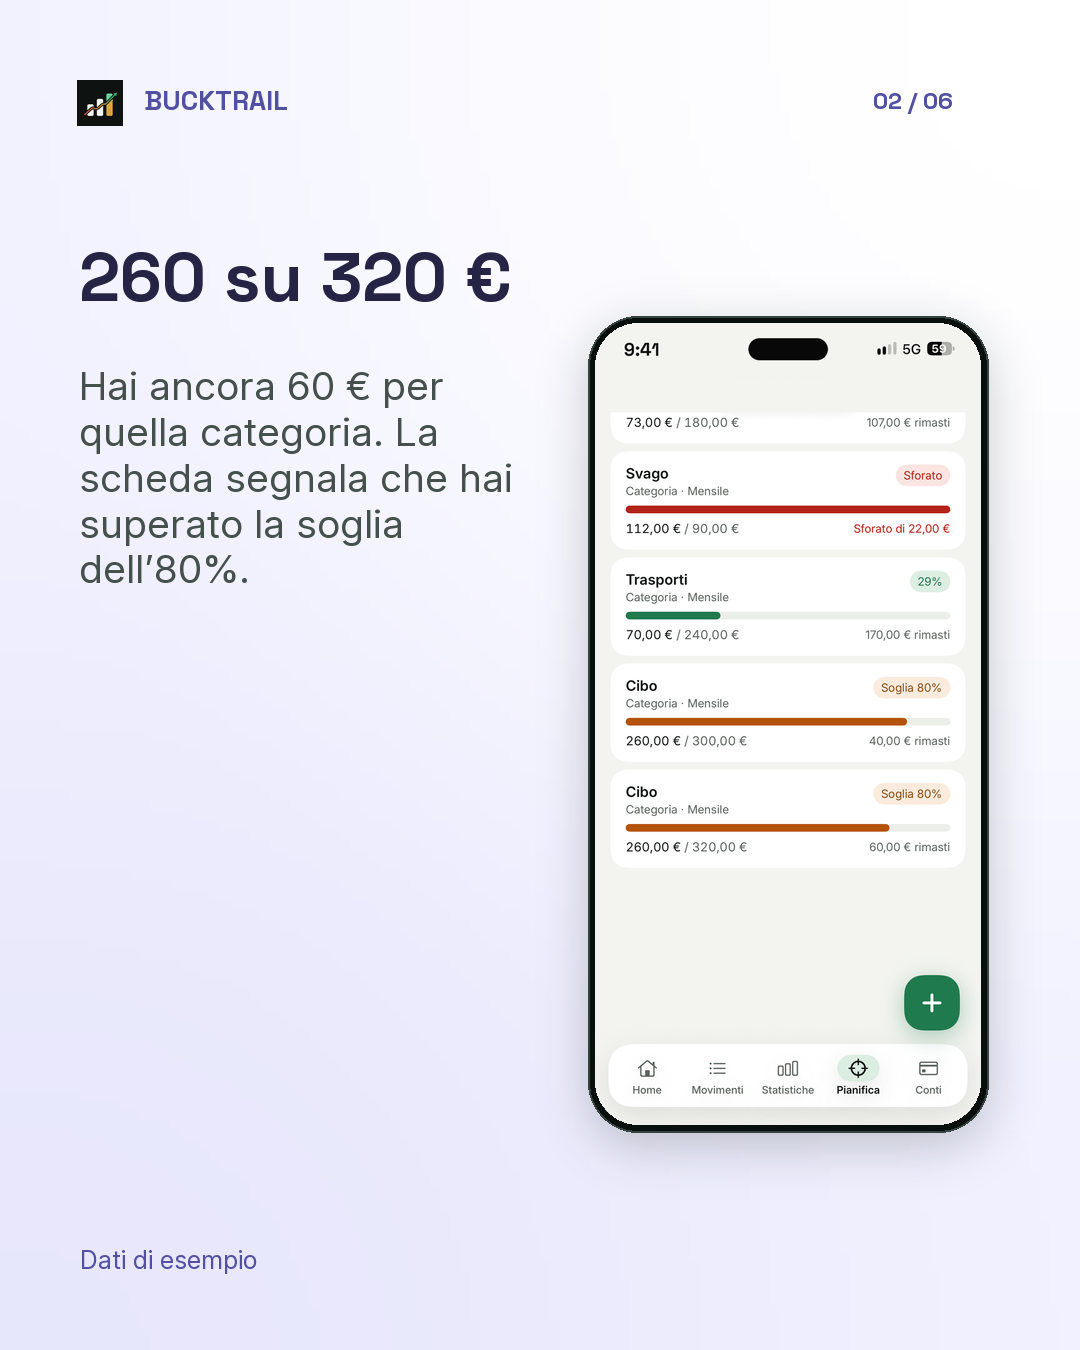 BUCKTRAIL
02 / 06
260 su 320 €
Hai ancora 60 € per
quella categoria. La
scheda segnala che hai
superato la soglia
dell’80%.
9:41
5G 59
73,00 € / 180,00 € 107,00 € rimasti
Svago Sforato
Categoria · Mensile
112,00 € / 90,00 € Sforato di 22,00 €
Trasporti 29%
Categoria · Mensile
70,00 € / 240,00 € 170,00 € rimasti
Cibo Soglia 80%
Categoria · Mensile
260,00 € / 300,00 € 40,00 € rimasti
Cibo Soglia 80%
Categoria · Mensile
260,00 € / 320,00 € 60,00 € rimasti
Home Movimenti Statistiche Pianifica Conti
Dati di esempio